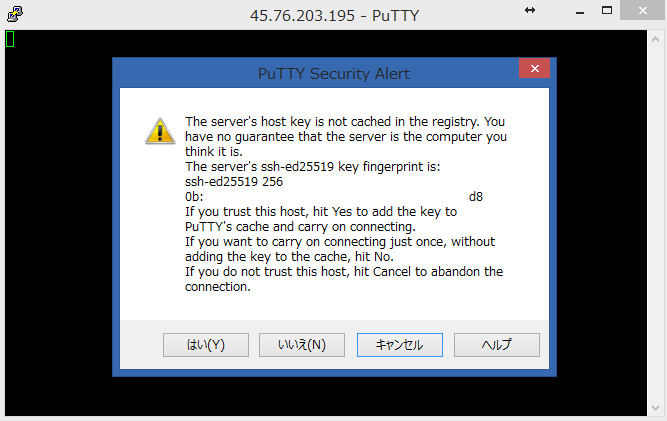 45.76.203.195 - PuTTY
PuTTY Security Alert
The server's host key is not cached in the registry. You
have no guarantee that the server is the computer you
think it is.
The server's ssh-ed25519 key fingerprint is:
ssh-ed25519 256
0b: d8
If you trust this host, hit Yes to add the key to
PuTTY's cache and carry on connecting.
If you want to carry on connecting just once, without
adding the key to the cache, hit No.
If you do not trust this host, hit Cancel to abandon the
connection.
はい(Y) いいえ(N) キャンセル ヘルプ